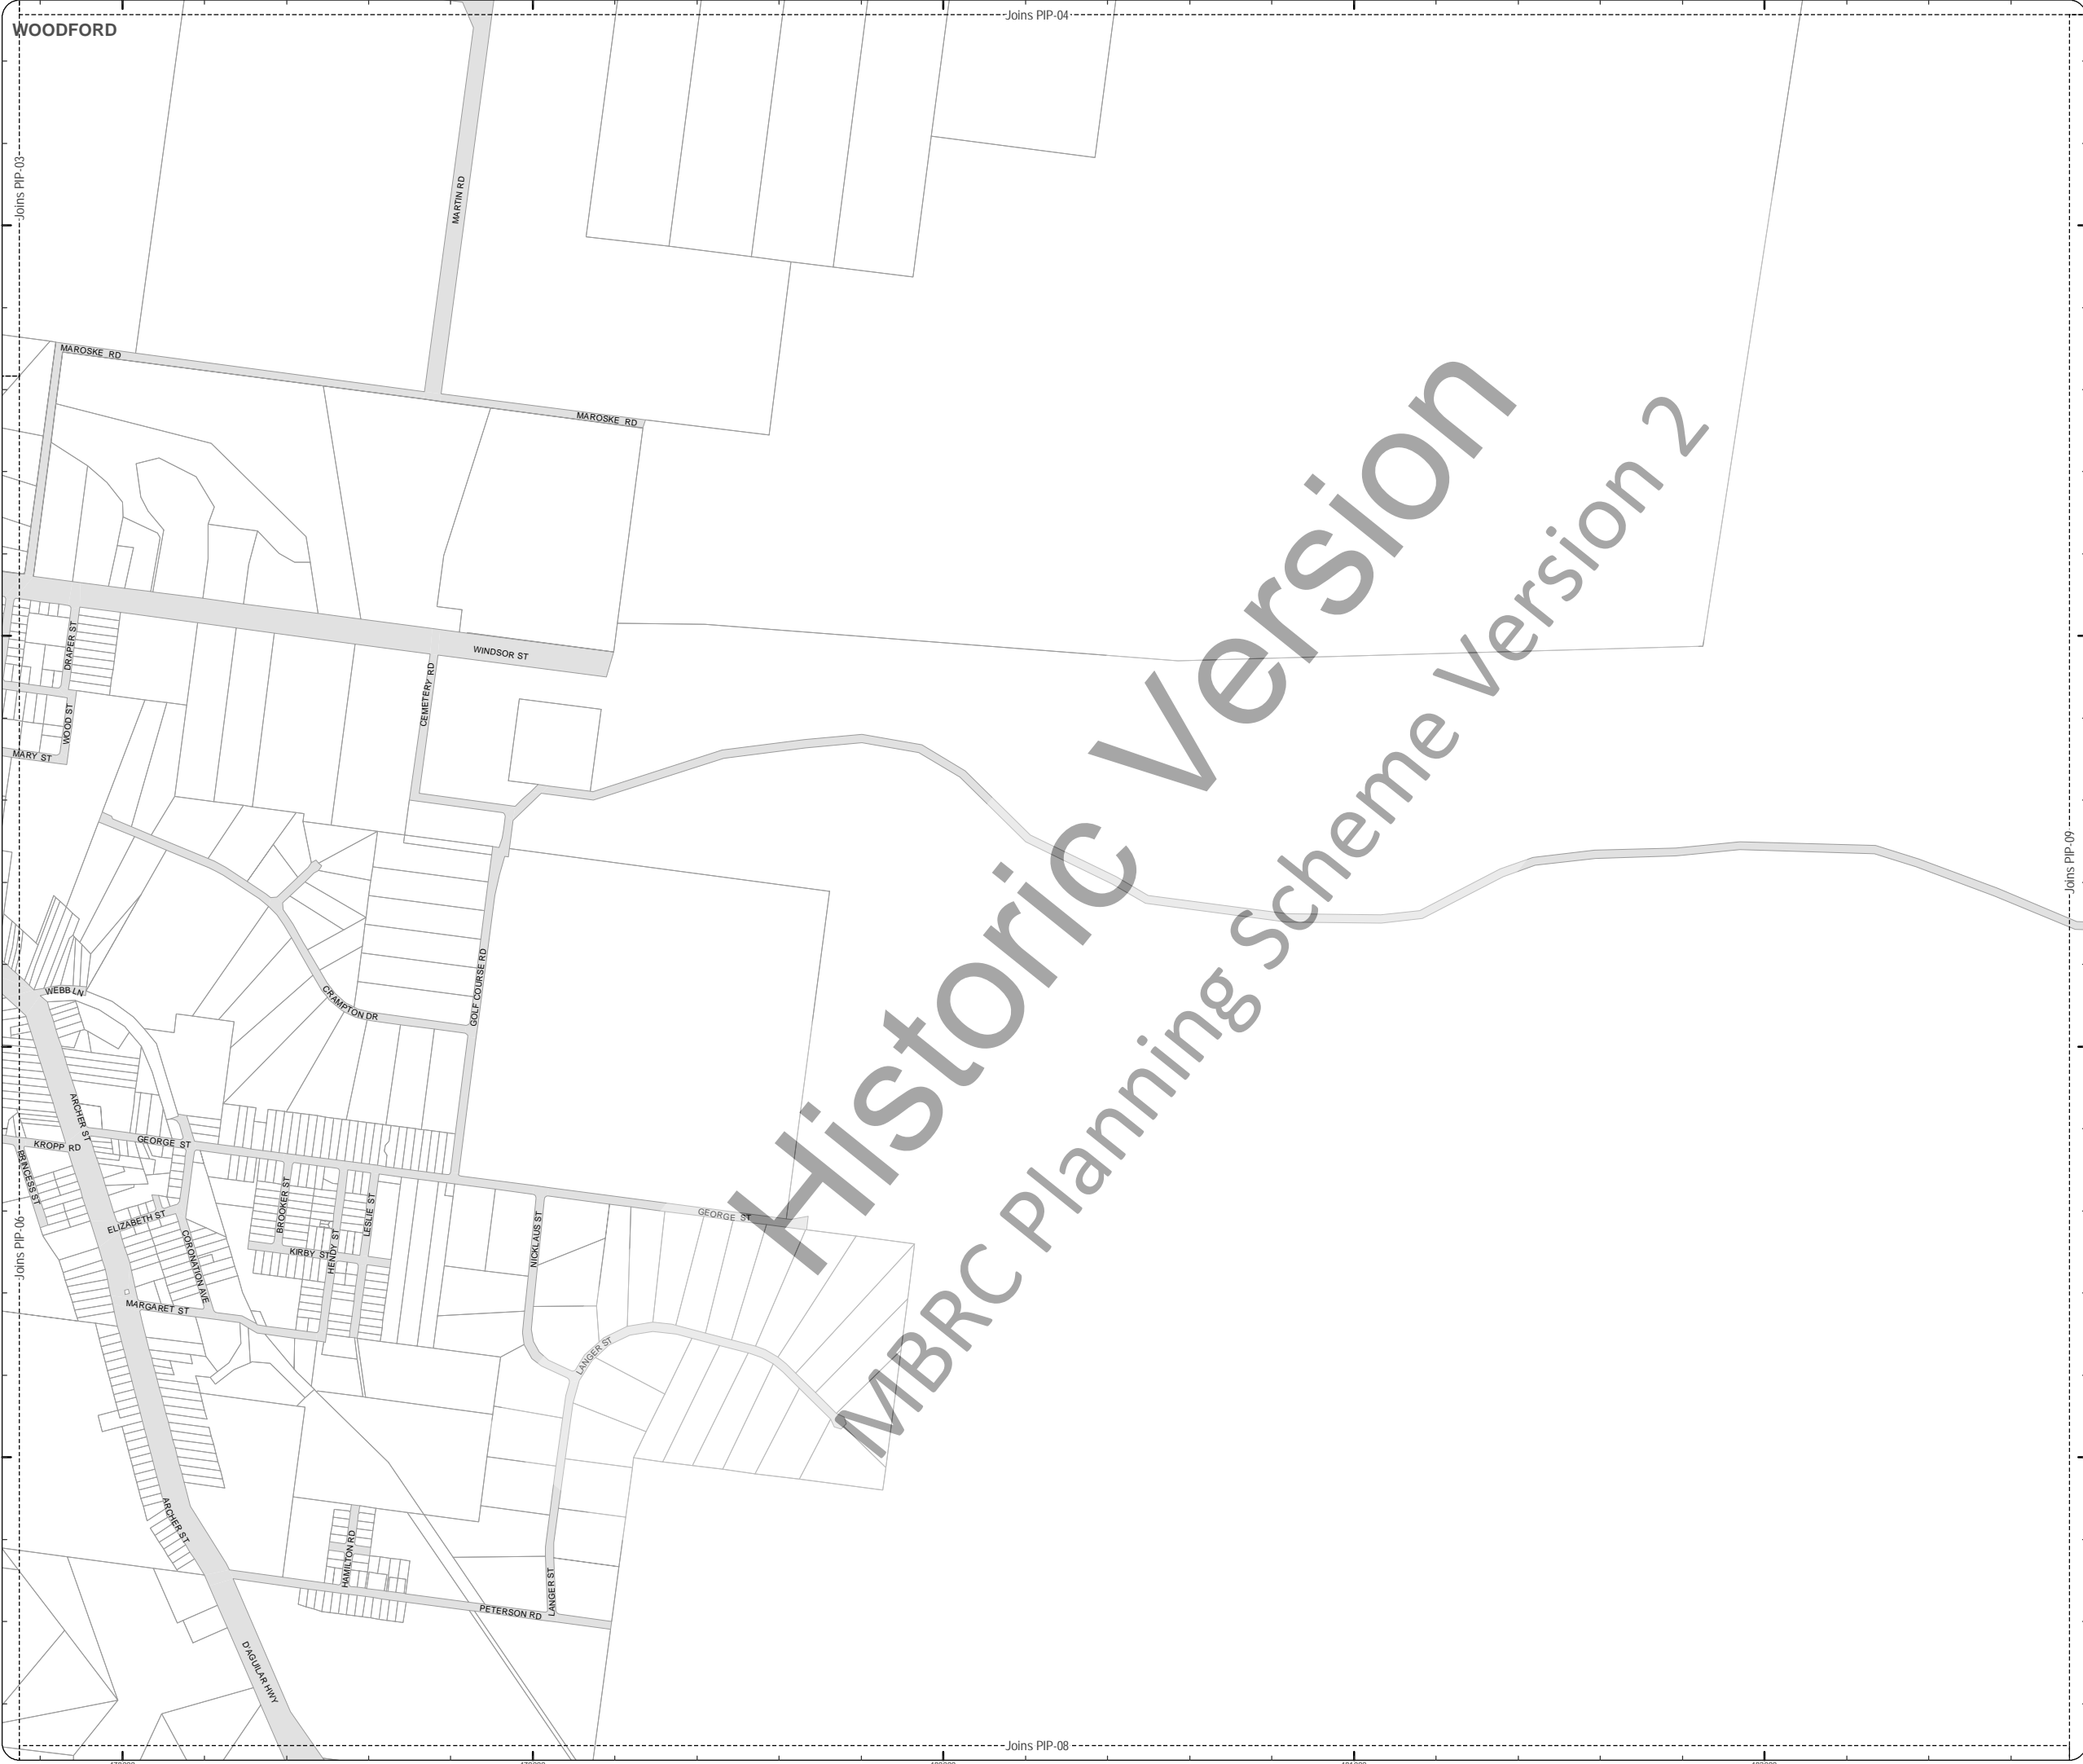 Joins PIP-04
WOODFORD
Joins PIP-03
MARTIN RD
MAROSKE RD
MAROSKE RD
Historic Version
MBRC Planning Scheme Version 2
DRAPER ST
WINDSOR ST
CEMETERY RD
WOOD ST
MARY ST
Joins PIP-09
GOLF COURSE RD
WEBB LN
CRAMPTON DR
ARCHER ST
GEORGE ST
KROPP RD
PRINCESS ST
BROOKER ST
LESLIE ST
GEORGE ST
ELIZABETH ST
NICKLAUS ST
CORONATION AVE
HENDY ST
KIRBY ST
Joins PIP-06
MARGARET ST
LANGER ST
ARCHER ST
HAMILTON RD
LANGER ST
PETERSON RD
D'AGUILAR HWY
Joins PIP-08